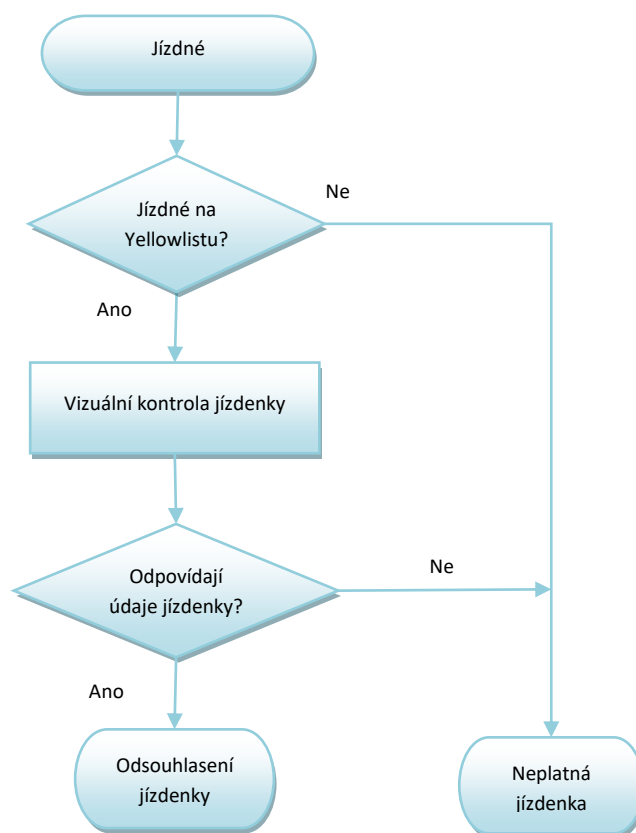 Jízdné
Ne
Jízdné na
Yellowlistu?
Ano
Vizuální kontrola jízdenky
Odpovídají
údaje jízdenky?
Ne
Ano
Odsouhlasení
jízdenky
Neplatná
jízdenka